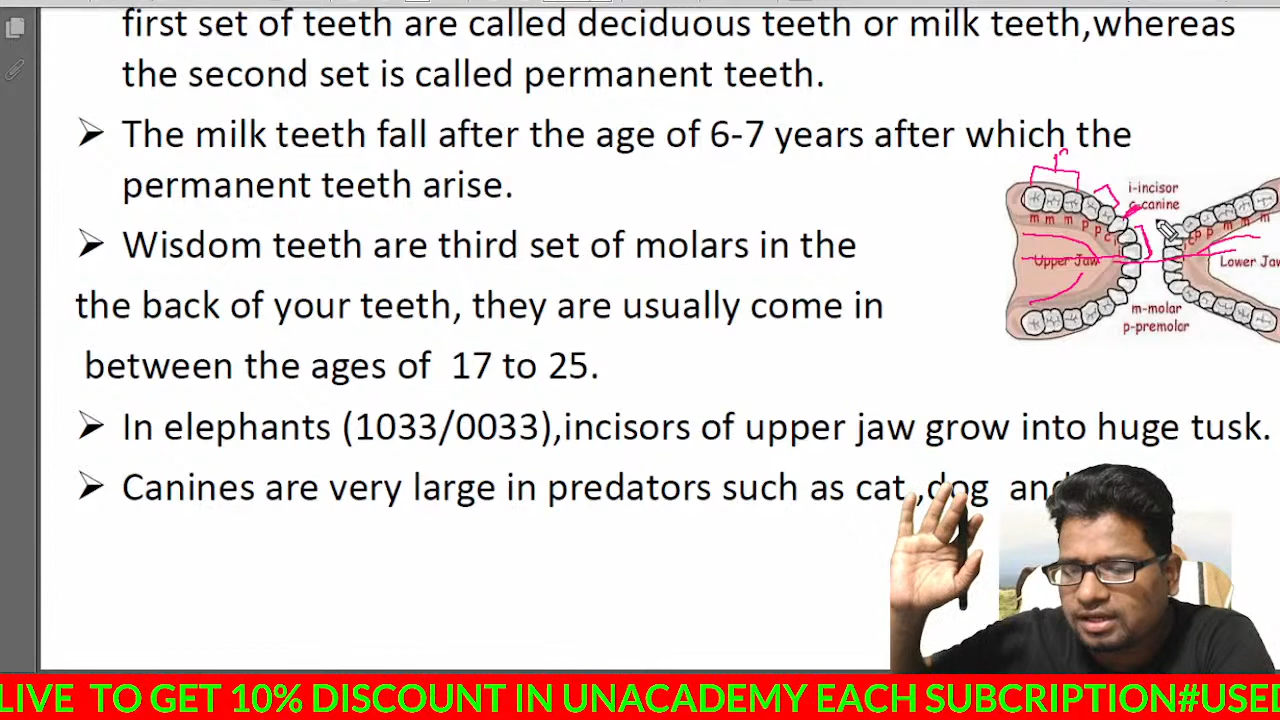 first set of teeth are called deciduous teeth or milk teeth,whereas
the second set is called permanent teeth.
➢ The milk teeth fall after the age of 6-7 years after which the
permanent teeth arise.
i-incisor
c-canine
m m m p p c i
i c p p m m m
Upper Jaw
Lower Jaw
m-molar
p-premolar
➢ Wisdom teeth are third set of molars in the
the back of your teeth, they are usually come in
between the ages of 17 to 25.
➢ In elephants (1033/0033),incisors of upper jaw grow into huge tusk.
➢ Canines are very large in predators such as cat ,dog
LIVE TO GET 10% DISCOUNT IN UNACADEMY EACH SUBCRIPTION#USED